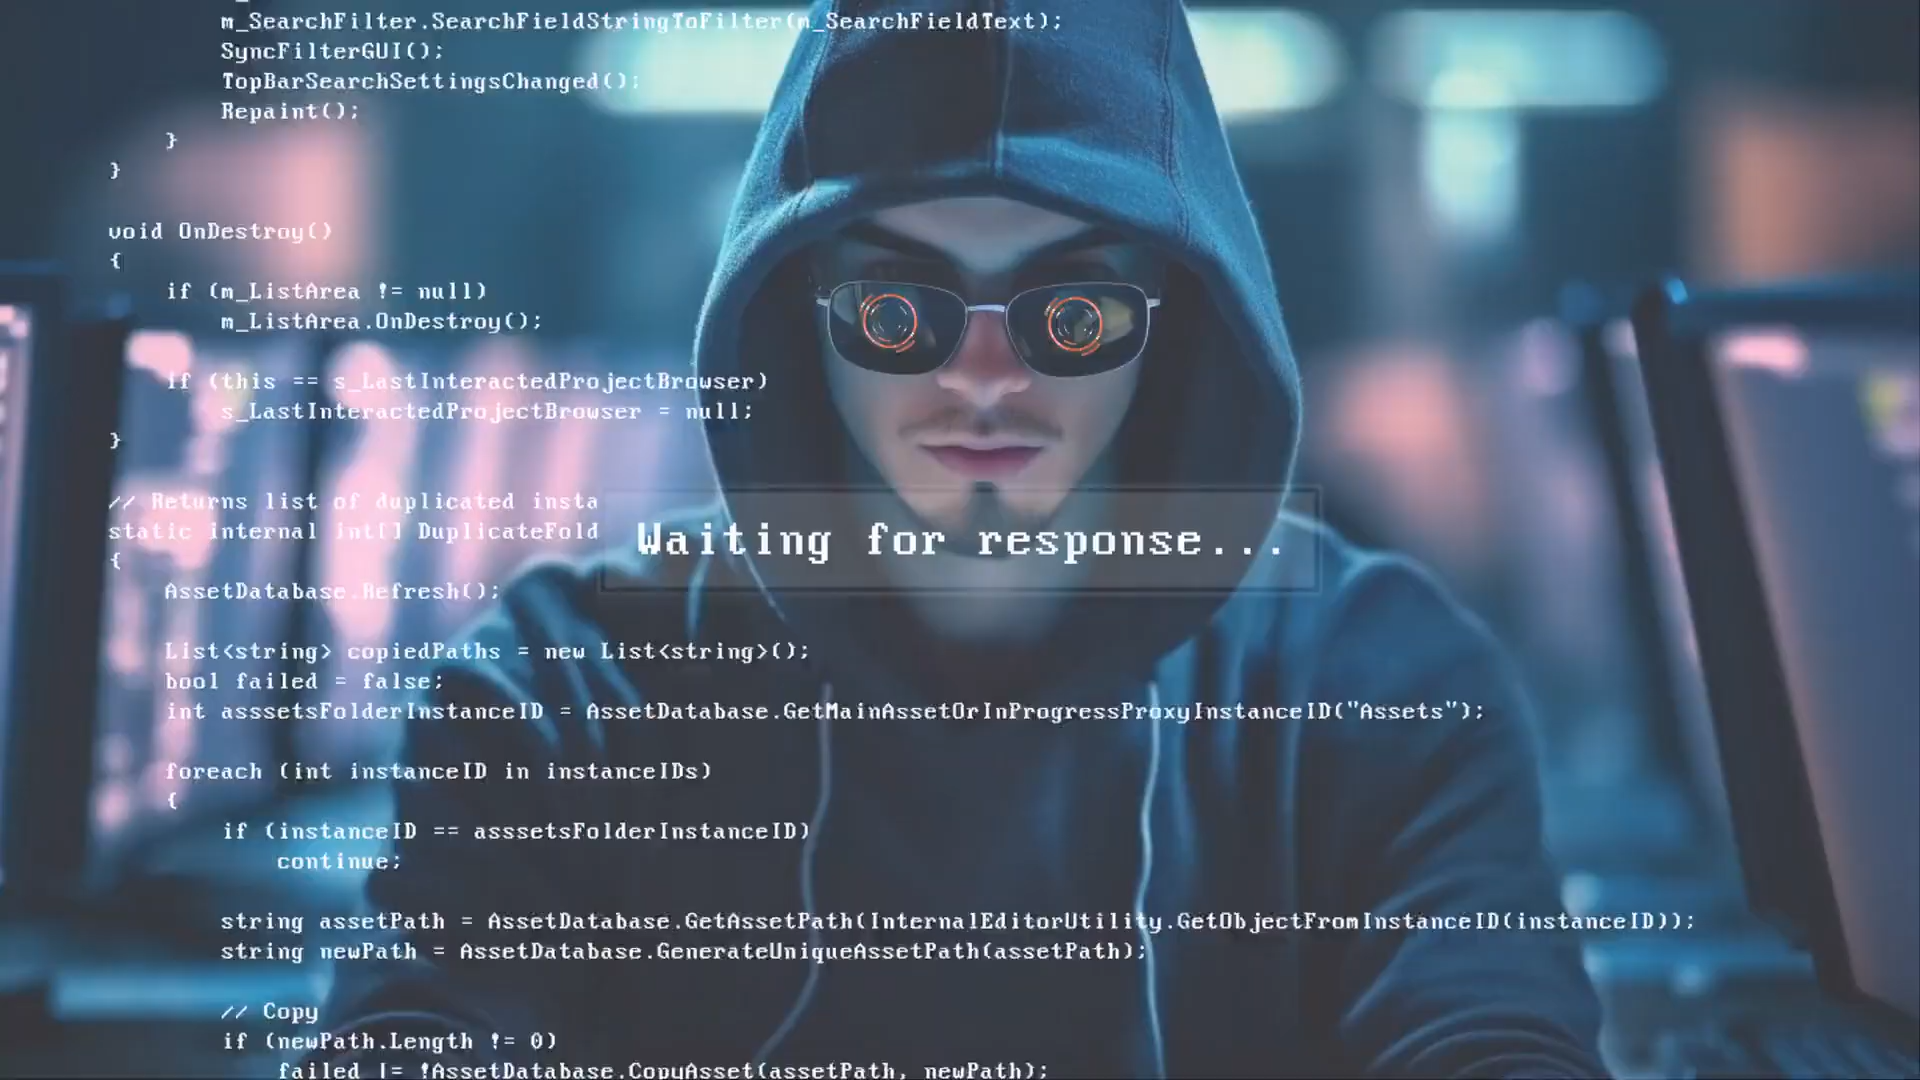 m_SearchFilter.SearchFieldStringToFilter(m_SearchFieldText);
SyncFilterGUI();
TopBarSearchSettingsChanged();
Repaint();
}
}
void OnDestroy()
{
if (m_ListArea != null)
m_ListArea.OnDestroy();
if (this == s_LastInteractedProjectBrowser)
s_LastInteractedProjectBrowser = null;
}
// Returns list of duplicated insta
static internal int[] DuplicateFold
{
Waiting for response...
AssetDatabase.Refresh();
List<string> copiedPaths = new List<string>();
bool failed = false;
int asssetsFolderInstanceID = AssetDatabase.GetMainAssetOrInProgressProxyInstanceID("Assets");
foreach (int instanceID in instanceIDs)
{
if (instanceID == asssetsFolderInstanceID)
continue;
string assetPath = AssetDatabase.GetAssetPath(InternalEditorUtility.GetObjectFromInstanceID(instanceID));
string newPath = AssetDatabase.GenerateUniqueAssetPath(assetPath);
// Copy
if (newPath.Length != 0)
failed |= !AssetDatabase.CopyAsset(assetPath, newPath);